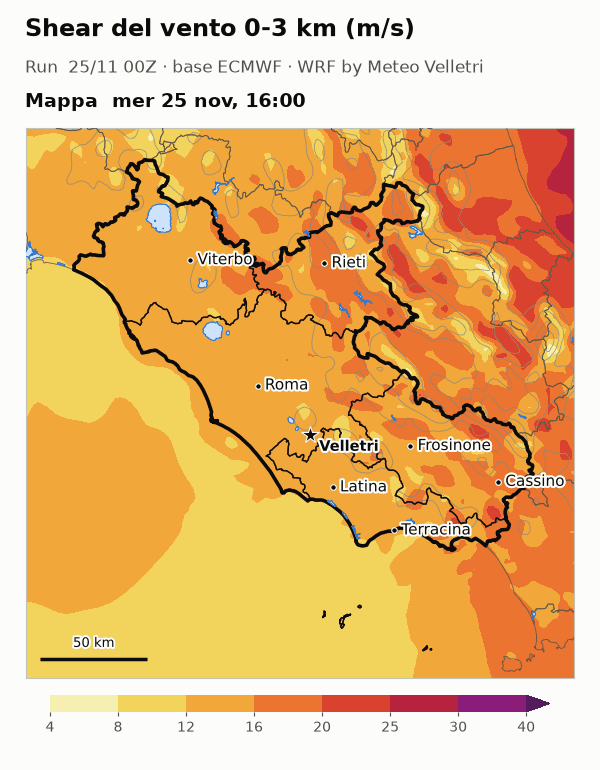 Shear del vento 0-3 km (m/s)
Run  25/11 00Z · base ECMWF · WRF by Meteo Velletri
Mappa  mer 25 nov, 16:00
Viterbo
Rieti
Roma
Velletri
Frosinone
Latina
Cassino
Terracina
50 km
4 8 12 16 20 25 30 40